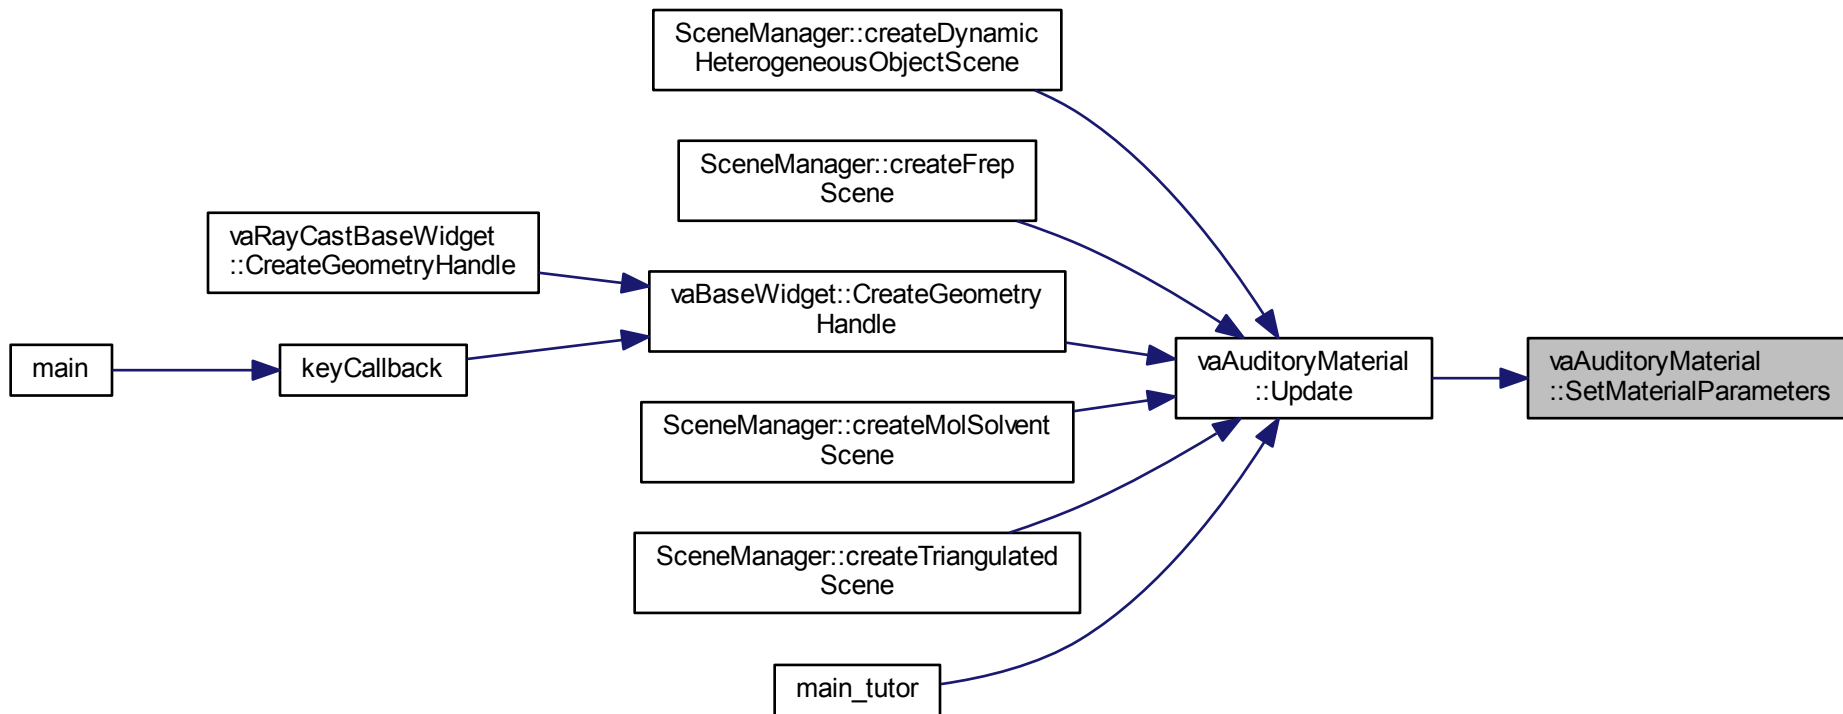 SceneManager::createDynamic
HeterogeneousObjectScene
SceneManager::createFrep
Scene
vaRayCastBaseWidget
::CreateGeometryHandle
vaBaseWidget::CreateGeometry
Handle
main
keyCallback
vaAuditoryMaterial
::Update
vaAuditoryMaterial
::SetMaterialParameters
SceneManager::createMolSolvent
Scene
SceneManager::createTriangulated
Scene
main_tutor